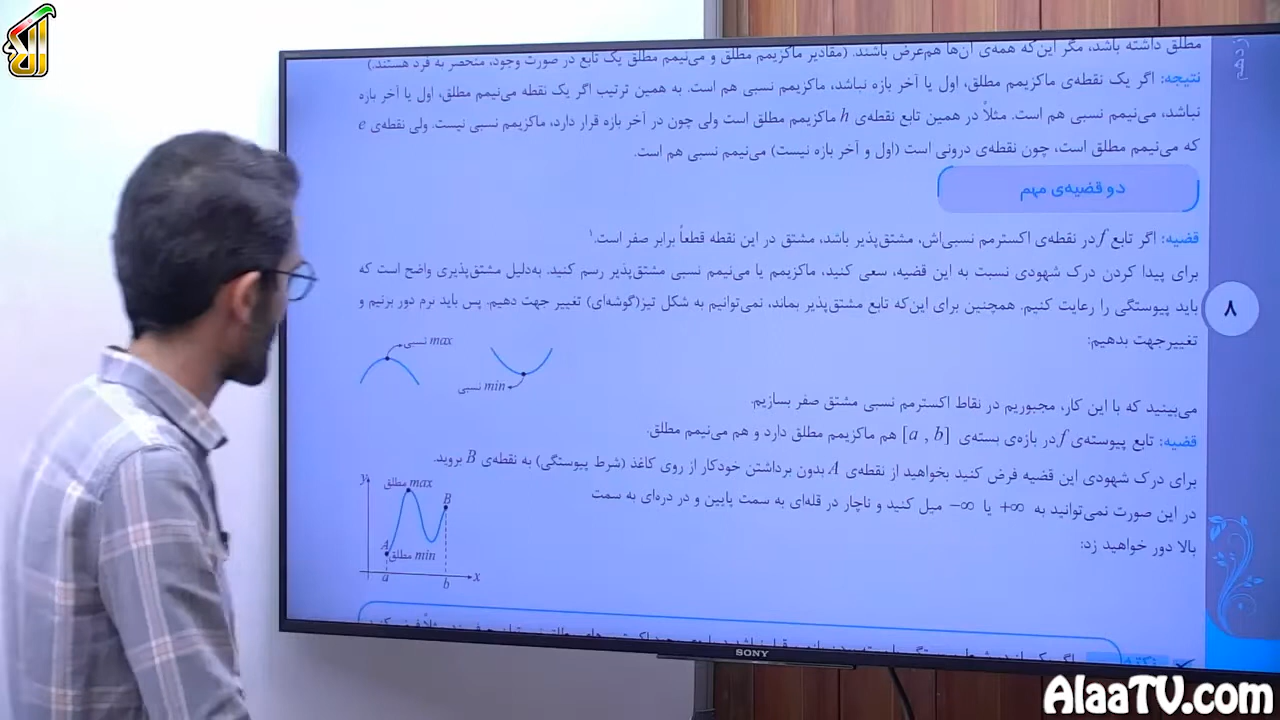 مطلق داشته باشد، مگر این‌که همه‌ی آن‌ها هم‌عرض باشند. (مقادیر ماکزیمم مطلق و می‌نیمم مطلق یک تابع در صورت وجود، منحصر به فرد هستند.)
نتیجه: اگر یک نقطه‌ی ماکزیمم مطلق، اول یا آخر بازه نباشد، ماکزیمم نسبی هم است. به همین ترتیب اگر یک نقطه می‌نیمم مطلق، اول یا آخر بازه
نباشد، می‌نیمم نسبی هم است. مثلاً در همین تابع نقطه‌ی h ماکزیمم مطلق است ولی چون در آخر بازه قرار دارد، ماکزیمم نسبی نیست. ولی نقطه‌ی e
که می‌نیمم مطلق است، چون نقطه‌ی درونی است (اول و آخر بازه نیست) می‌نیمم نسبی هم است.
دو قضیه‌ی مهم
قضیه: اگر تابع f در نقطه‌ی اکسترمم نسبی‌اش، مشتق‌پذیر باشد، مشتق در این نقطه قطعاً برابر صفر است.۱
برای پیدا کردن درک شهودی نسبت به این قضیه، سعی کنید، ماکزیمم یا می‌نیمم نسبی مشتق‌پذیر رسم کنید. به‌دلیل مشتق‌پذیری واضح است که
باید پیوستگی را رعایت کنیم. همچنین برای این‌که تابع مشتق‌پذیر بماند، نمی‌توانیم به شکل تیز(گوشه‌ای) تغییر جهت دهیم. پس باید نرم دور بزنیم و
تغییرجهت بدهیم:
max نسبی
min نسبی
می‌بینید که با این کار، مجبوریم در نقاط اکسترمم نسبی مشتق صفر بسازیم.
قضیه: تابع پیوسته‌ی f در بازه‌ی بسته‌ی [a , b] هم ماکزیمم مطلق دارد و هم می‌نیمم مطلق.
برای درک شهودی این قضیه فرض کنید بخواهید از نقطه‌ی A بدون برداشتن خودکار از روی کاغذ (شرط پیوستگی) به نقطه‌ی B بروید.
در این صورت نمی‌توانید به ∞+ یا ∞− میل کنید و ناچار در قله‌ای به سمت پایین و در دره‌ای به سمت
بالا دور خواهید زد:
y
max مطلق
B
A
min مطلق
a
b
x
۸
SONY
AlaaTV.com